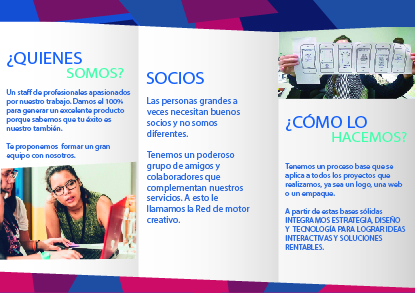 ¿QUIENES
SOMOS?
Un staff de profesionales apasionados
por nuestro trabajo. Damos el 100%
para generar un excelente producto
porque sabemos que tu éxito es
nuestro también.
Te proponemos formar un gran
equipo con nosotros.
SOCIOS
Las personas grandes a
veces necesitan buenos
socios y no somos
diferentes.
Tenemos un poderoso
grupo de amigos y
colaboradores que
complementan nuestros
servicios. A esto le
llamamos la Red de motor
creativo.
¿CÓMO LO
HACEMOS?
Tenemos un proceso base que se
aplica a todos los proyectos que
realizamos, ya sea un logo, una web
o un empaque.
A partir de estas bases sólidas
INTEGRAMOS ESTRATEGIA, DISEÑO
Y TECNOLOGÍA PARA LOGRAR IDEAS
INTERACTIVAS Y SOLUCIONES
RENTABLES.